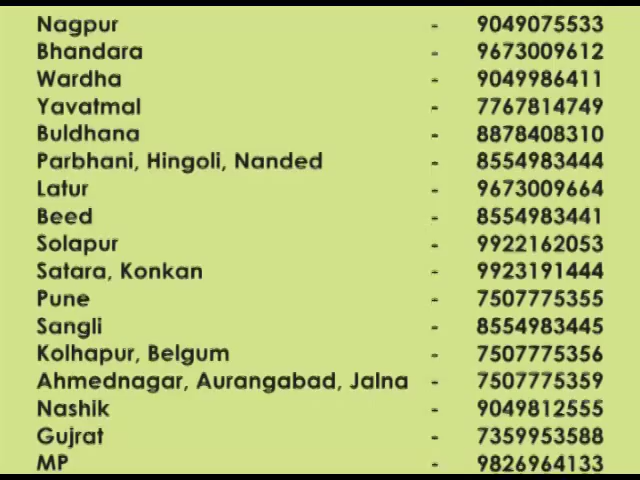 Nagpur - 9049075533
Bhandara - 9673009612
Wardha - 9049986411
Yavatmal - 7767814749
Buldhana - 8878408310
Parbhani, Hingoli, Nanded - 8554983444
Latur - 9673009664
Beed - 8554983441
Solapur - 9922162053
Satara, Konkan - 9923191444
Pune - 7507775355
Sangli - 8554983445
Kolhapur, Belgum - 7507775356
Ahmednagar, Aurangabad, Jalna - 7507775359
Nashik - 9049812555
Gujrat - 7359953588
MP - 9826964133